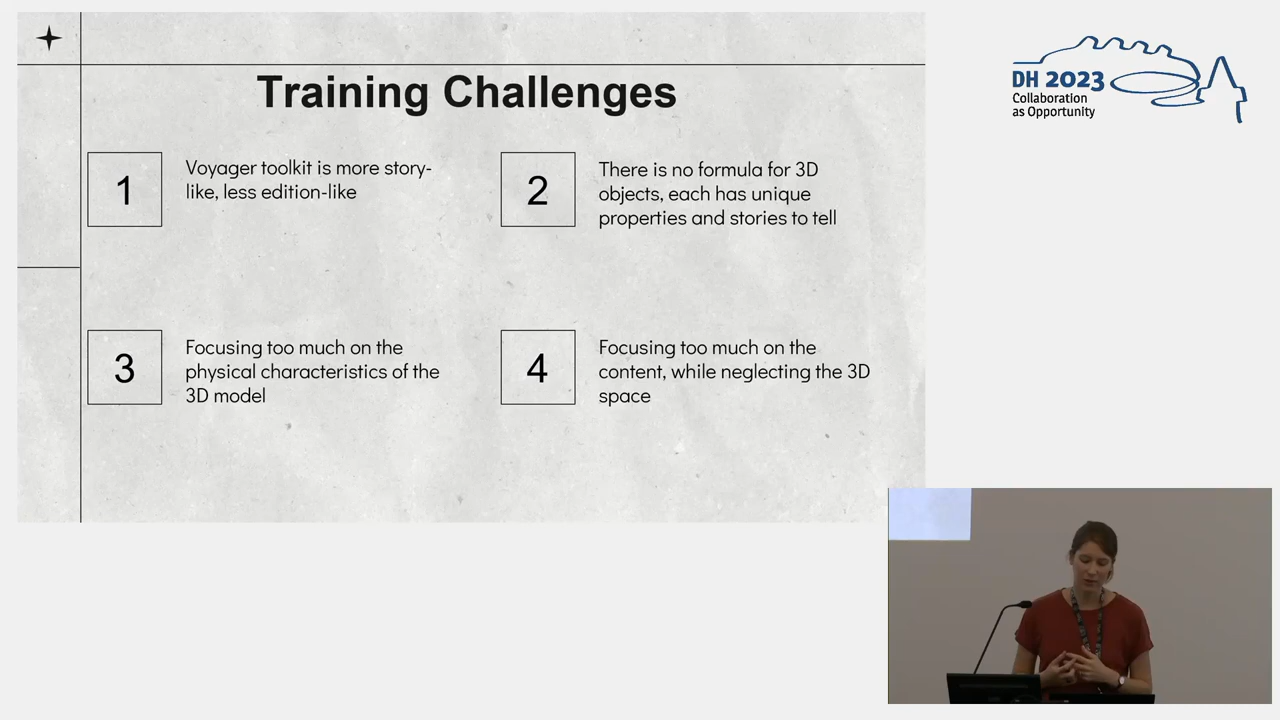 Training Challenges
1
Voyager toolkit is more story-
like, less edition-like
2
There is no formula for 3D
objects, each has unique
properties and stories to tell
3
Focusing too much on the
physical characteristics of the
3D model
4
Focusing too much on the
content, while neglecting the 3D
space
DH 2023
Collaboration
as Opportunity